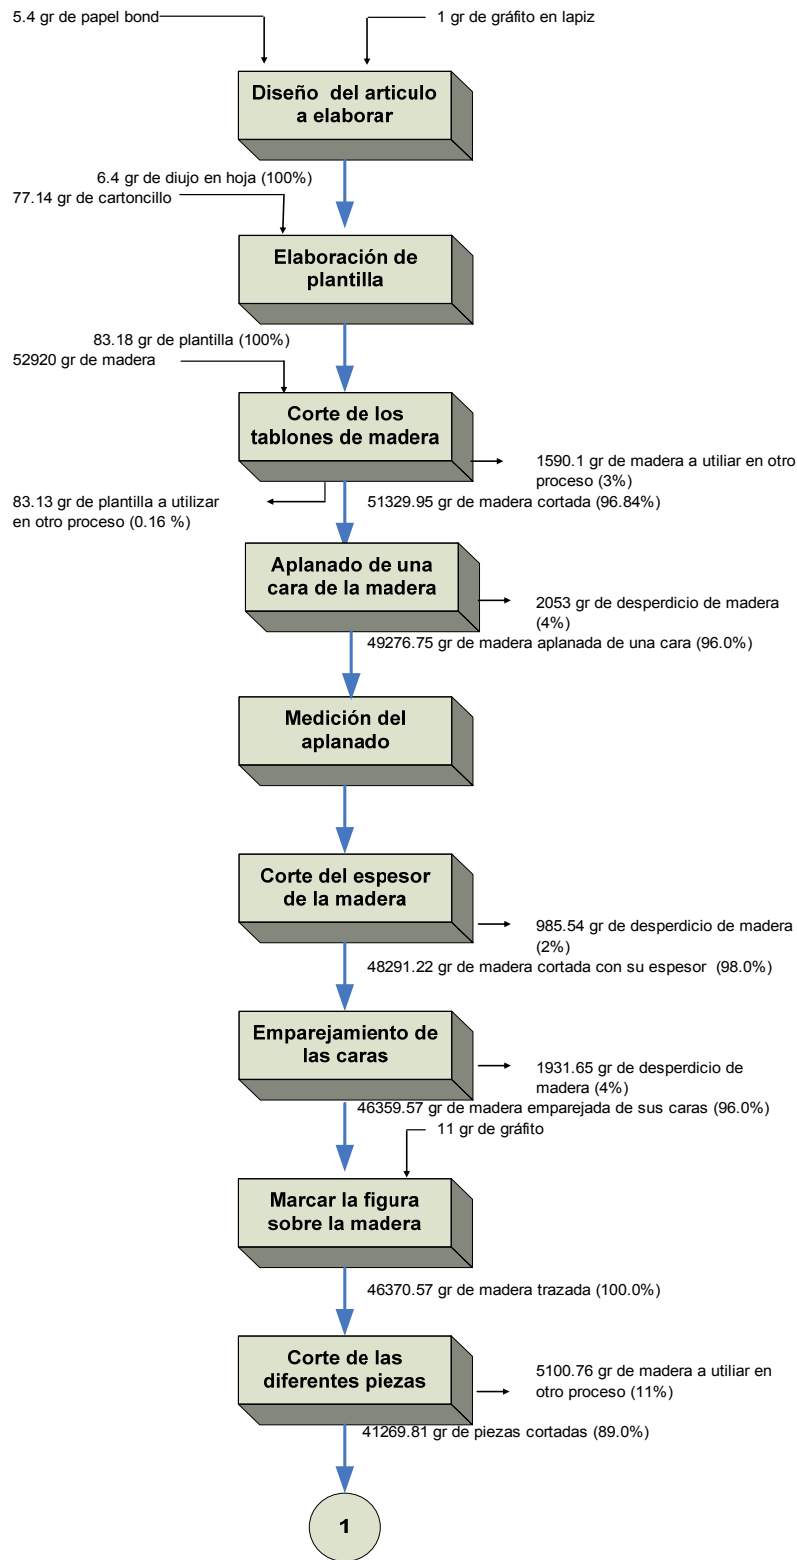 5.4 gr de papel bond
1 gr de gráfito en lapiz
Diseño del articulo
a elaborar
6.4 gr de diujo en hoja (100%)
77.14 gr de cartoncillo
Elaboración de
plantilla
83.18 gr de plantilla (100%)
52920 gr de madera
Corte de los
tablones de madera
1590.1 gr de madera a utiliar en otro
proceso (3%)
83.13 gr de plantilla a utilizar
en otro proceso (0.16 %)
51329.95 gr de madera cortada (96.84%)
Aplanado de una
cara de la madera
2053 gr de desperdicio de madera
(4%)
49276.75 gr de madera aplanada de una cara (96.0%)
Medición del
aplanado
Corte del espesor
de la madera
985.54 gr de desperdicio de madera
(2%)
48291.22 gr de madera cortada con su espesor (98.0%)
Emparejamiento de
las caras
1931.65 gr de desperdicio de
madera (4%)
46359.57 gr de madera emparejada de sus caras (96.0%)
11 gr de gráfito
Marcar la figura
sobre la madera
46370.57 gr de madera trazada (100.0%)
Corte de las
diferentes piezas
5100.76 gr de madera a utiliar en
otro proceso (11%)
41269.81 gr de piezas cortadas (89.0%)
1